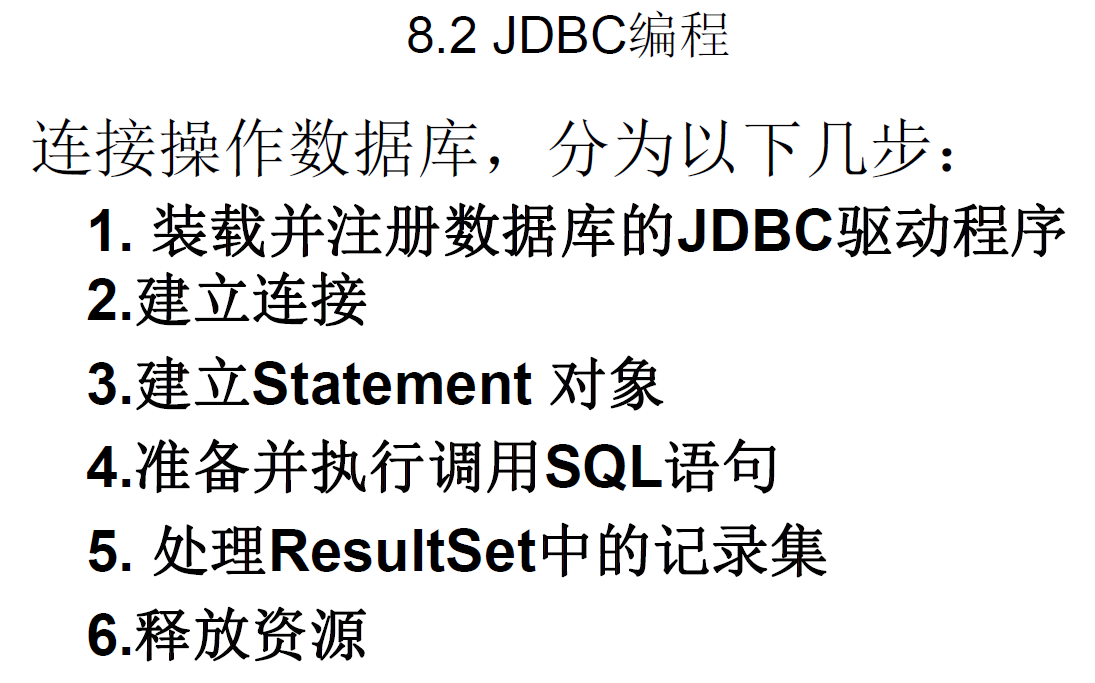 8.2 JDBC编程
连接操作数据库，分为以下几步：
1. 装载并注册数据库的JDBC驱动程序
2.建立连接
3.建立Statement 对象
4.准备并执行调用SQL语句
5. 处理ResultSet中的记录集
6.释放资源